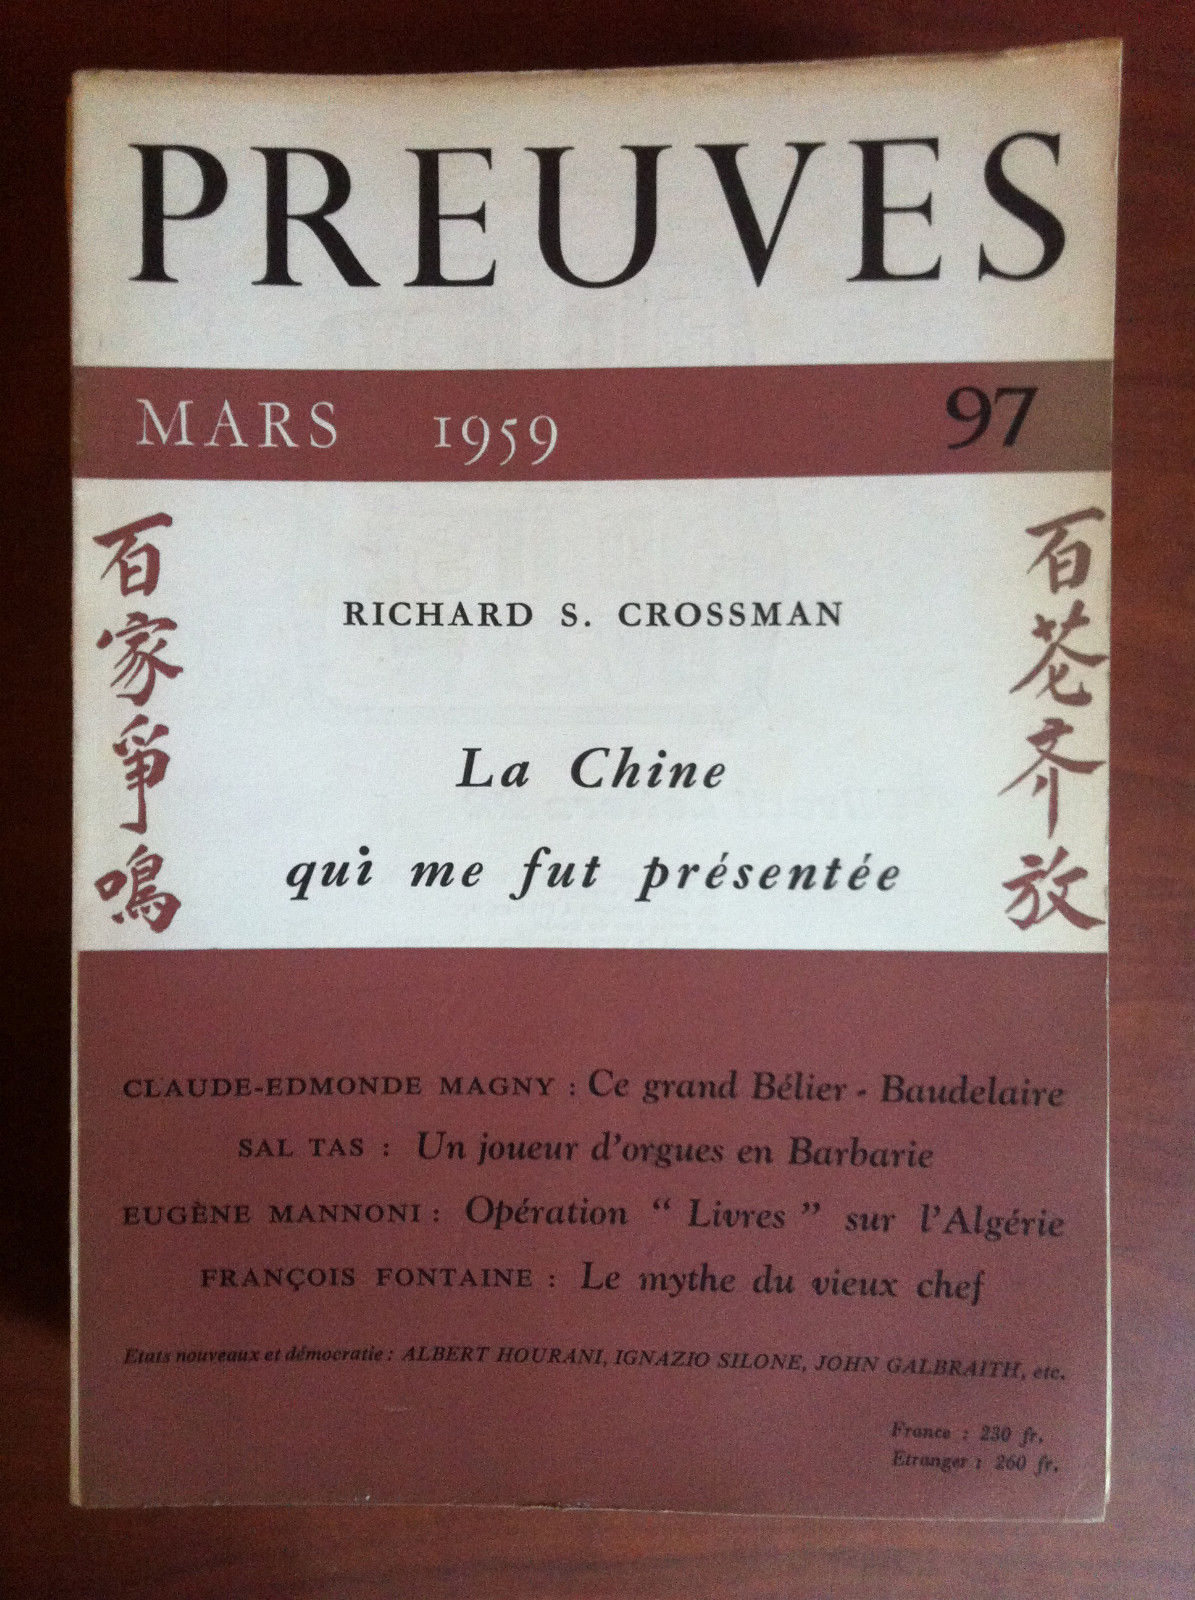 PREUVES
MARS 1959 97
百花齊放
百家爭鳴
RICHARD S. CROSSMAN
La Chine
qui me fut présentée
CLAUDE-EDMONDE MAGNY : Ce grand Bélier - Baudelaire
SAL TAS : Un joueur d'orgues en Barbarie
EUGÈNE MANNONI : Opération “ Livres ” sur l'Algérie
FRANÇOIS FONTAINE : Le mythe du vieux chef
Etats nouveaux et démocratie : ALBERT HOURANI, IGNAZIO SILONE, JOHN GALBRAITH, etc.
France : 230 fr.
Etranger : 260 fr.